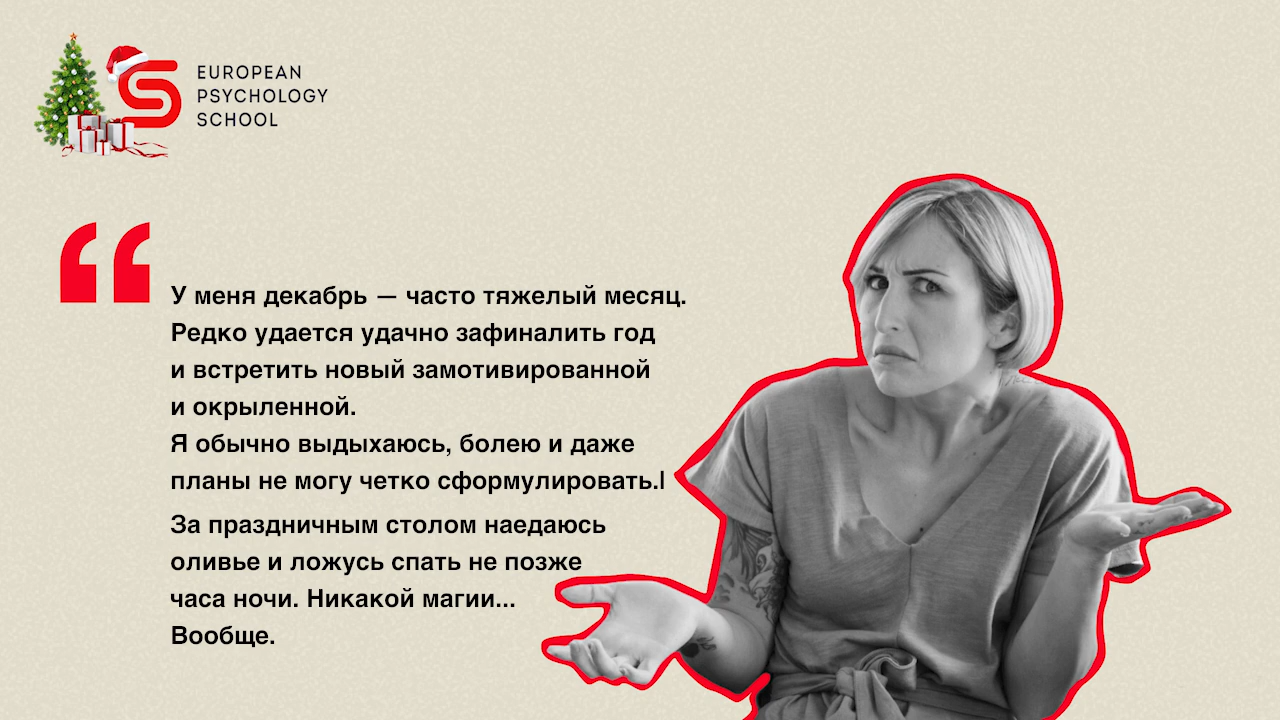 EUROPEAN
PSYCHOLOGY
SCHOOL
“
У меня декабрь — часто тяжелый месяц.
Редко удается удачно зафиналить год
и встретить новый замотивированной
и окрыленной.
Я обычно выдыхаюсь, болею и даже
планы не могу четко сформулировать.l
За праздничным столом наедаюсь
оливье и ложусь спать не позже
часа ночи. Никакой магии...
Вообще.